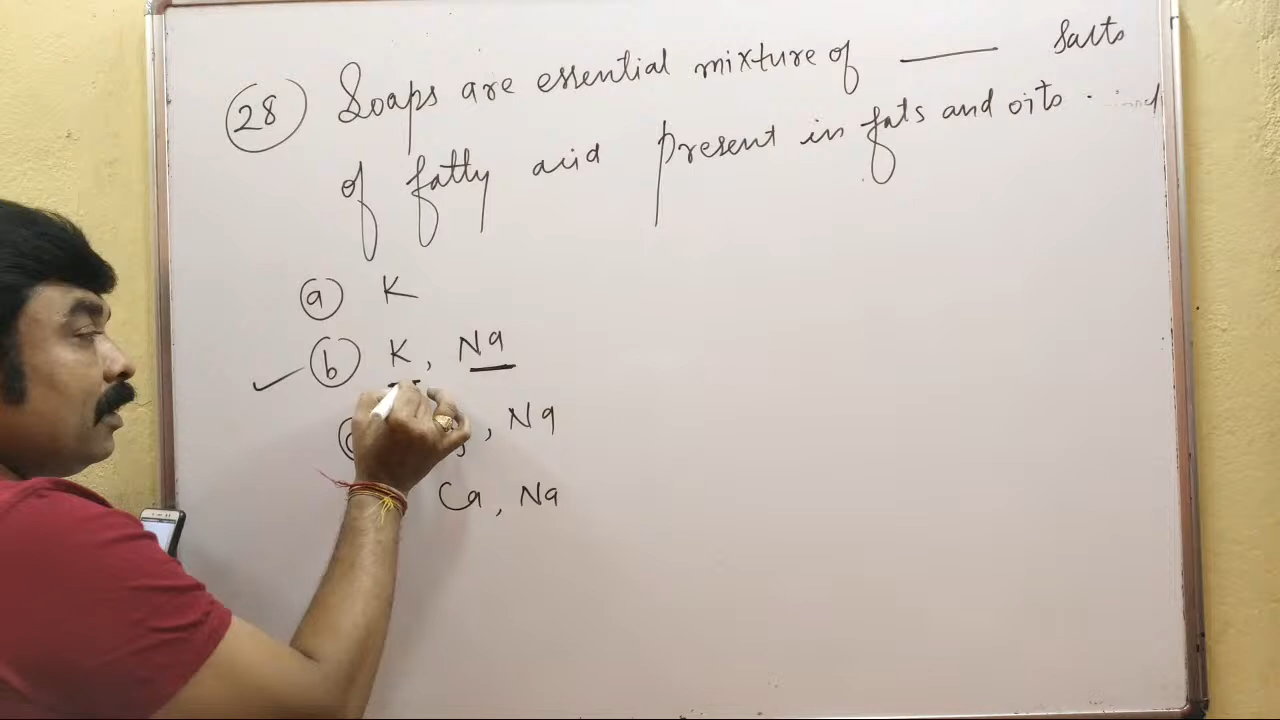 28 Soaps are essential mixture of ___ Salts
of fatty acid present in fats and oils.
a K
b K, Na
, Na
Ca, Na